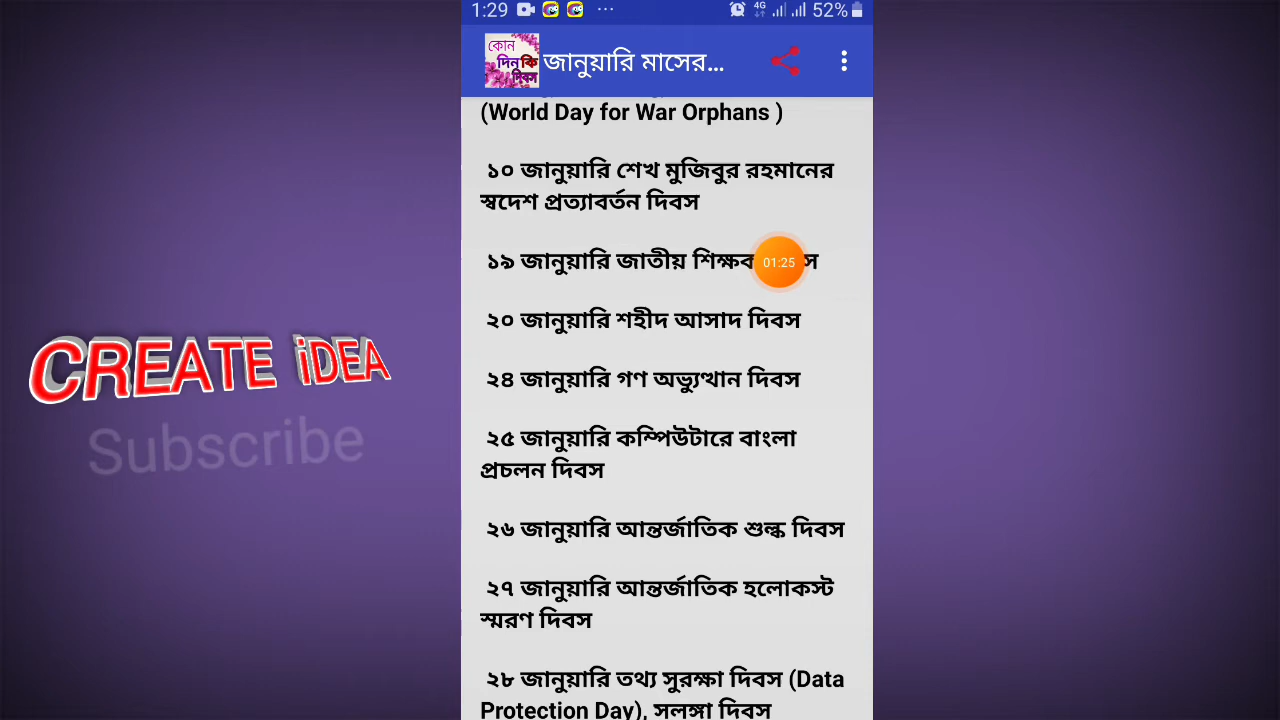 1:29
4G
52%
কোন
দিন কি
দিবস
জানুয়ারি মাসের...
(World Day for War Orphans )
১০ জানুয়ারি শেখ মুজিবুর রহমানের
স্বদেশ প্রত্যাবর্তন দিবস
১৯ জানুয়ারি জাতীয়
01:25
২০ জানুয়ারি শহীদ আসাদ দিবস
২৪ জানুয়ারি গণ অভ্যুত্থান দিবস
২৫ জানুয়ারি কম্পিউটারে বাংলা
প্রচলন দিবস
২৬ জানুয়ারি আন্তর্জাতিক শুল্ক দিবস
২৭ জানুয়ারি আন্তর্জাতিক হলোকস্ট
স্মরণ দিবস
২৮ জানুয়ারি তথ্য সুরক্ষা দিবস (Data
Protection Day), সলঙ্গা দিবস
CREATE iDEA
Subscribe